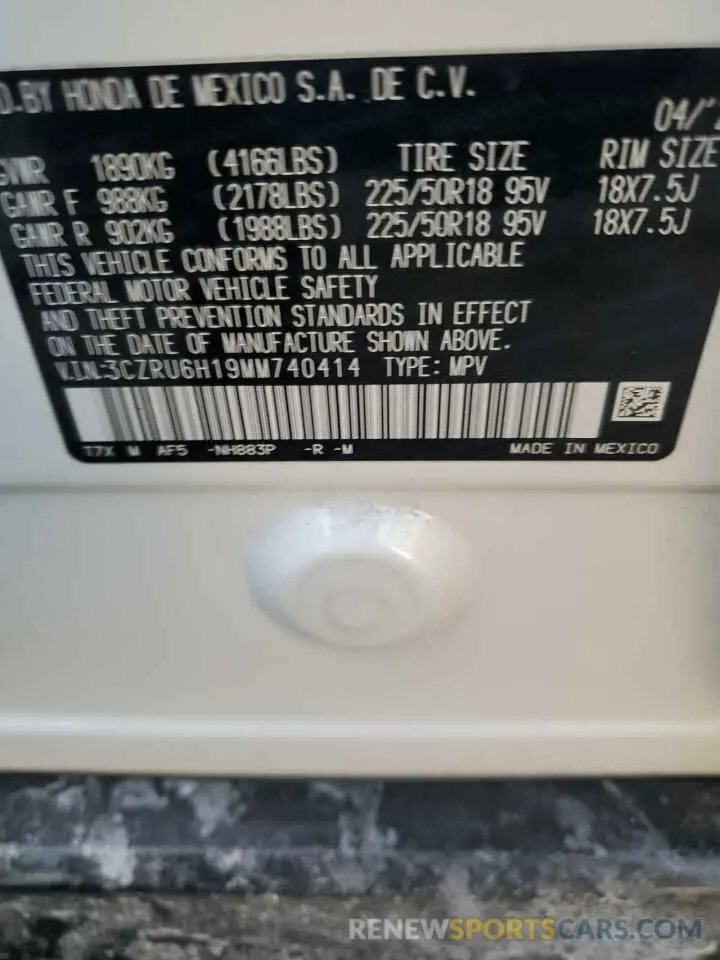 D.BY HONDA DE MEXICO S.A. DE C.V.
04/'
GVWR 1890KG (4166LBS) TIRE SIZE RIM SIZE
GAWR F 988KG (2178LBS) 225/50R18 95V 18X7.5J
GAWR R 902KG (1988LBS) 225/50R18 95V 18X7.5J
THIS VEHICLE CONFORMS TO ALL APPLICABLE
FEDERAL MOTOR VEHICLE SAFETY
AND THEFT PREVENTION STANDARDS IN EFFECT
ON THE DATE OF MANUFACTURE SHOWN ABOVE.
V.I.N.:3CZRU6H19MM740414 TYPE: MPV
T7X M AF5 -NH883P -R -M MADE IN MEXICO
RENEWSPORTSCARS.COM